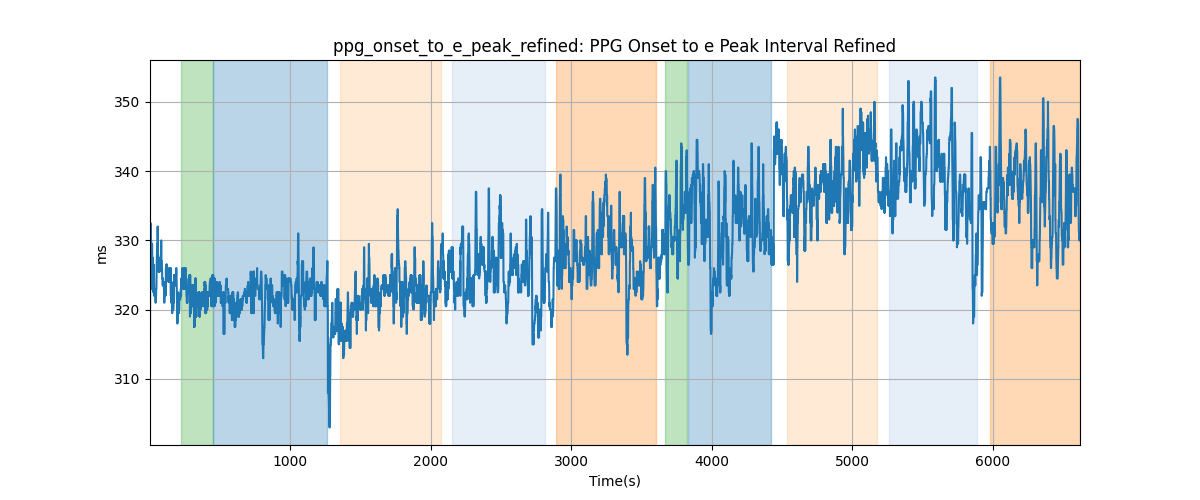 ppg_onset_to_e_peak_refined: PPG Onset to e Peak Interval Refined
350
340
330
320
310
ms
1000 2000 3000 4000 5000 6000
Time(s)